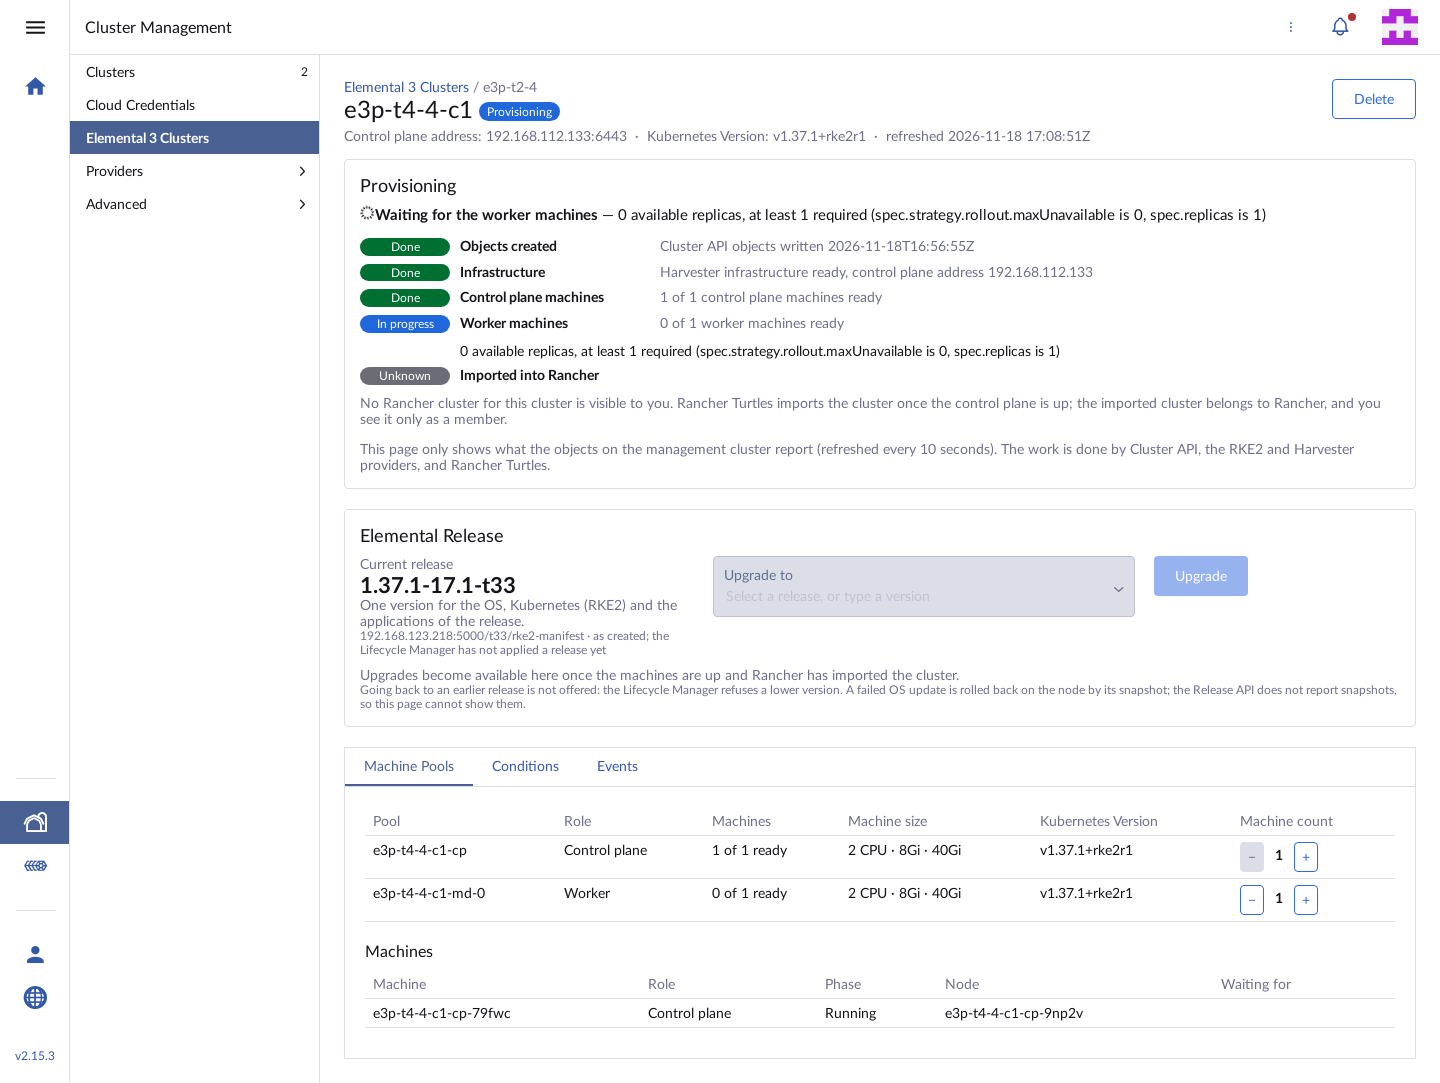 Cluster Management
Clusters 2
Cloud Credentials
Elemental 3 Clusters
Providers
Advanced
v2.15.3
Elemental 3 Clusters / e3p-t2-4
e3p-t4-4-c1 Provisioning
Delete
Control plane address: 192.168.112.133:6443 · Kubernetes Version: v1.37.1+rke2r1 · refreshed 2026-11-18 17:08:51Z
Provisioning
Waiting for the worker machines — 0 available replicas, at least 1 required (spec.strategy.rollout.maxUnavailable is 0, spec.replicas is 1)
Done Objects created Cluster API objects written 2026-11-18T16:56:55Z
Done Infrastructure Harvester infrastructure ready, control plane address 192.168.112.133
Done Control plane machines 1 of 1 control plane machines ready
In progress Worker machines 0 of 1 worker machines ready
0 available replicas, at least 1 required (spec.strategy.rollout.maxUnavailable is 0, spec.replicas is 1)
Unknown Imported into Rancher
No Rancher cluster for this cluster is visible to you. Rancher Turtles imports the cluster once the control plane is up; the imported cluster belongs to Rancher, and you
see it only as a member.
This page only shows what the objects on the management cluster report (refreshed every 10 seconds). The work is done by Cluster API, the RKE2 and Harvester
providers, and Rancher Turtles.
Elemental Release
Current release
1.37.1-17.1-t33
One version for the OS, Kubernetes (RKE2) and the
applications of the release.
192.168.123.218:5000/t33/rke2-manifest · as created; the
Lifecycle Manager has not applied a release yet
Upgrade to
Select a release, or type a version
Upgrade
Upgrades become available here once the machines are up and Rancher has imported the cluster.
Going back to an earlier release is not offered: the Lifecycle Manager refuses a lower version. A failed OS update is rolled back on the node by its snapshot; the Release API does not report snapshots,
so this page cannot show them.
Machine Pools Conditions Events
Pool Role Machines Machine size Kubernetes Version Machine count
e3p-t4-4-c1-cp Control plane 1 of 1 ready 2 CPU · 8Gi · 40Gi v1.37.1+rke2r1 − 1 +
e3p-t4-4-c1-md-0 Worker 0 of 1 ready 2 CPU · 8Gi · 40Gi v1.37.1+rke2r1 − 1 +
Machines
Machine Role Phase Node Waiting for
e3p-t4-4-c1-cp-79fwc Control plane Running e3p-t4-4-c1-cp-9np2v